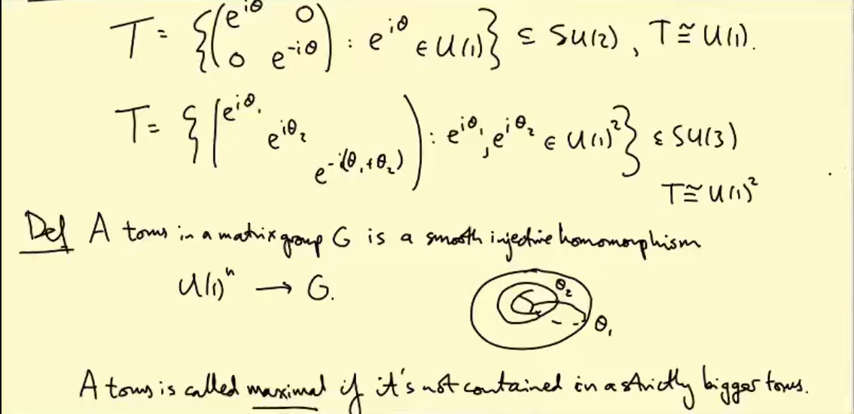 T = {( e^{iθ} 0
0 e^{-iθ} ) : e^{iθ} ∈ U(1)} ⊆ SU(2), T ≅ U(1).
T = {( e^{iθ₁} e^{iθ₂} e^{-i(θ₁+θ₂)} ) : e^{iθ₁}, e^{iθ₂} ∈ U(1)²} ⊆ SU(3)
T ≅ U(1)²
Def A torus in a matrix group G is a smooth injective homomorphism
U(1)ⁿ → G.
θ₂
θ₁
A torus is called maximal if it's not contained in a strictly bigger torus.